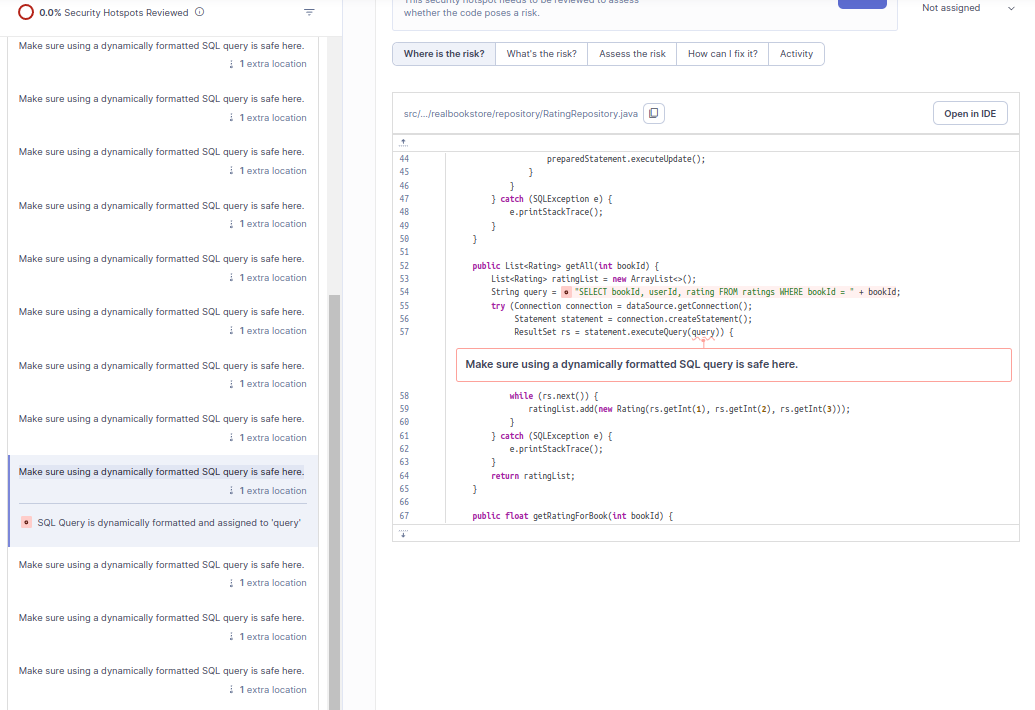 0.0% Security Hotspots Reviewed
Make sure using a dynamically formatted SQL query is safe here.
1 extra location
Make sure using a dynamically formatted SQL query is safe here.
1 extra location
Make sure using a dynamically formatted SQL query is safe here.
1 extra location
Make sure using a dynamically formatted SQL query is safe here.
1 extra location
Make sure using a dynamically formatted SQL query is safe here.
1 extra location
Make sure using a dynamically formatted SQL query is safe here.
1 extra location
Make sure using a dynamically formatted SQL query is safe here.
1 extra location
Make sure using a dynamically formatted SQL query is safe here.
1 extra location
Make sure using a dynamically formatted SQL query is safe here.
1 extra location
SQL Query is dynamically formatted and assigned to 'query'
Make sure using a dynamically formatted SQL query is safe here.
1 extra location
Make sure using a dynamically formatted SQL query is safe here.
1 extra location
Make sure using a dynamically formatted SQL query is safe here.
1 extra location
This security hotspot needs to be reviewed to assess
whether the code poses a risk.
Not assigned
Where is the risk? What's the risk? Assess the risk How can I fix it? Activity
src/.../realbookstore/repository/RatingRepository.java
Open in IDE
44 preparedStatement.executeUpdate();
45 }
46 }
47 } catch (SQLException e) {
48 e.printStackTrace();
49 }
50 }
51
52 public List<Rating> getAll(int bookId) {
53 List<Rating> ratingList = new ArrayList<>();
54 String query = "SELECT bookId, userId, rating FROM ratings WHERE bookId = " + bookId;
55 try (Connection connection = dataSource.getConnection();
56 Statement statement = connection.createStatement();
57 ResultSet rs = statement.executeQuery(query)) {
Make sure using a dynamically formatted SQL query is safe here.
58 while (rs.next()) {
59 ratingList.add(new Rating(rs.getInt(1), rs.getInt(2), rs.getInt(3)));
60 }
61 } catch (SQLException e) {
62 e.printStackTrace();
63 }
64 return ratingList;
65 }
66
67 public float getRatingForBook(int bookId) {